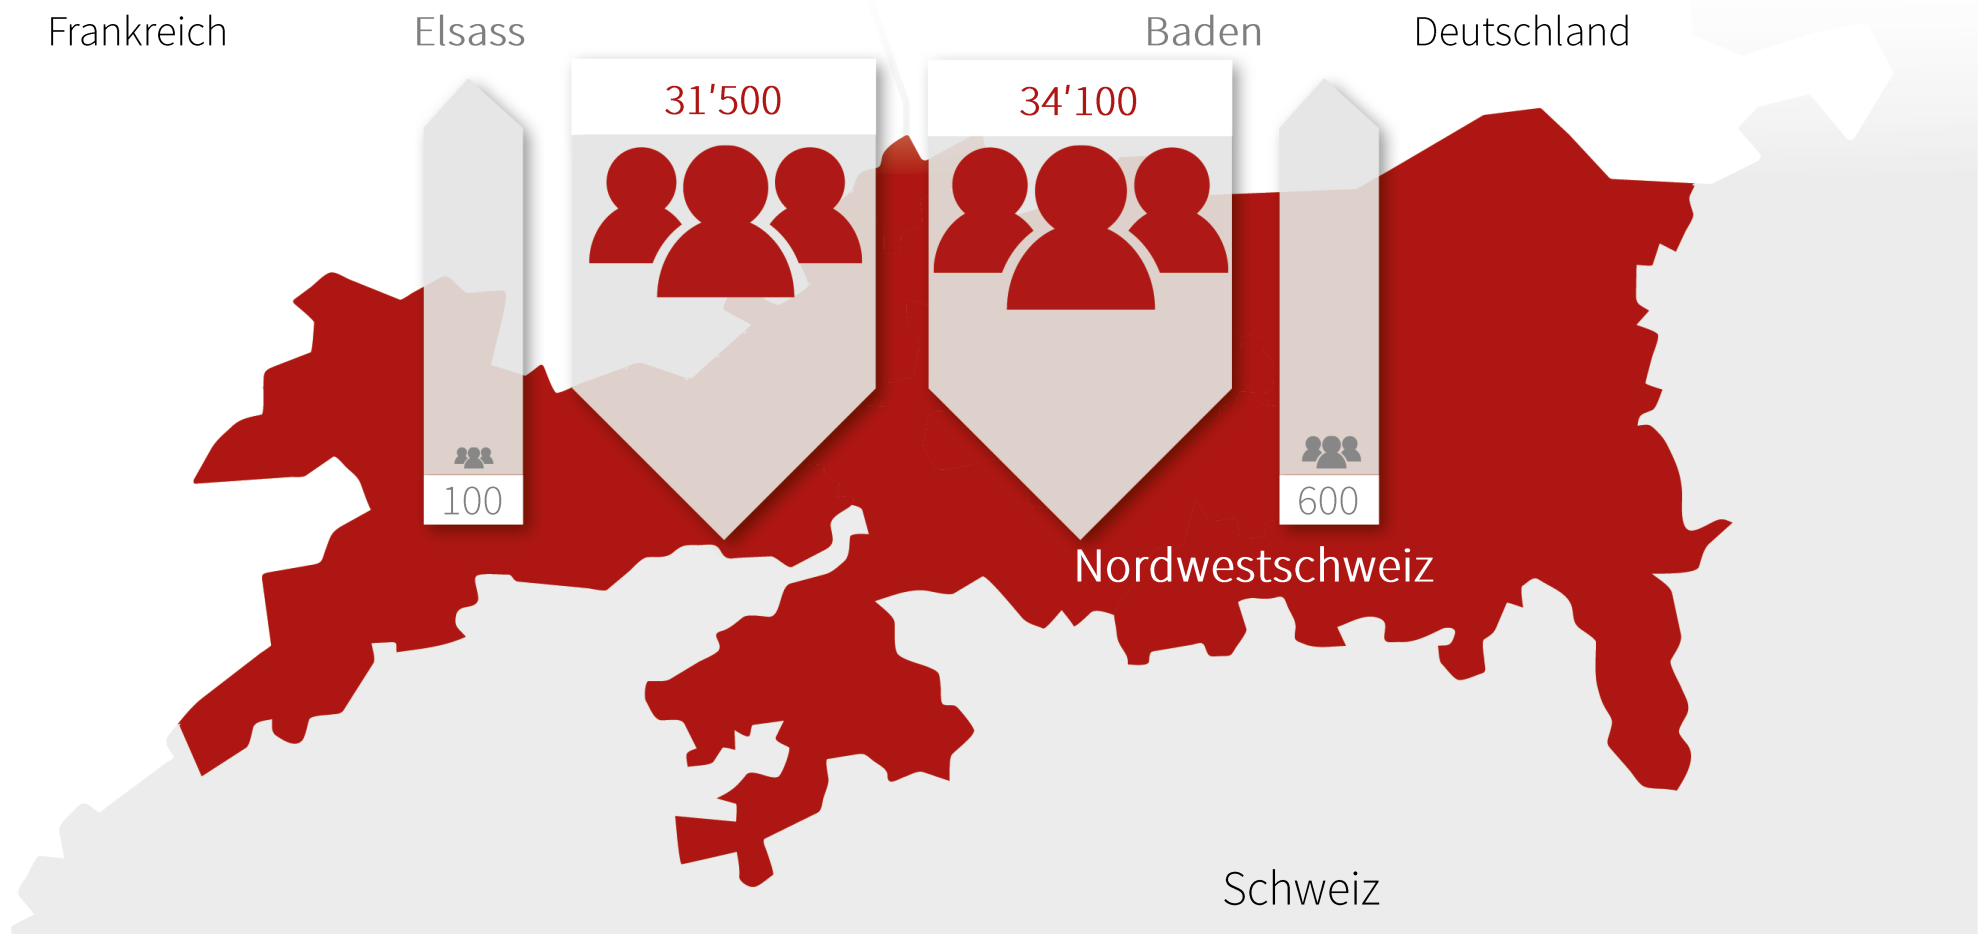 Frankreich
Elsass
Baden
Deutschland
31'500
34'100
100
600
Nordwestschweiz
Schweiz